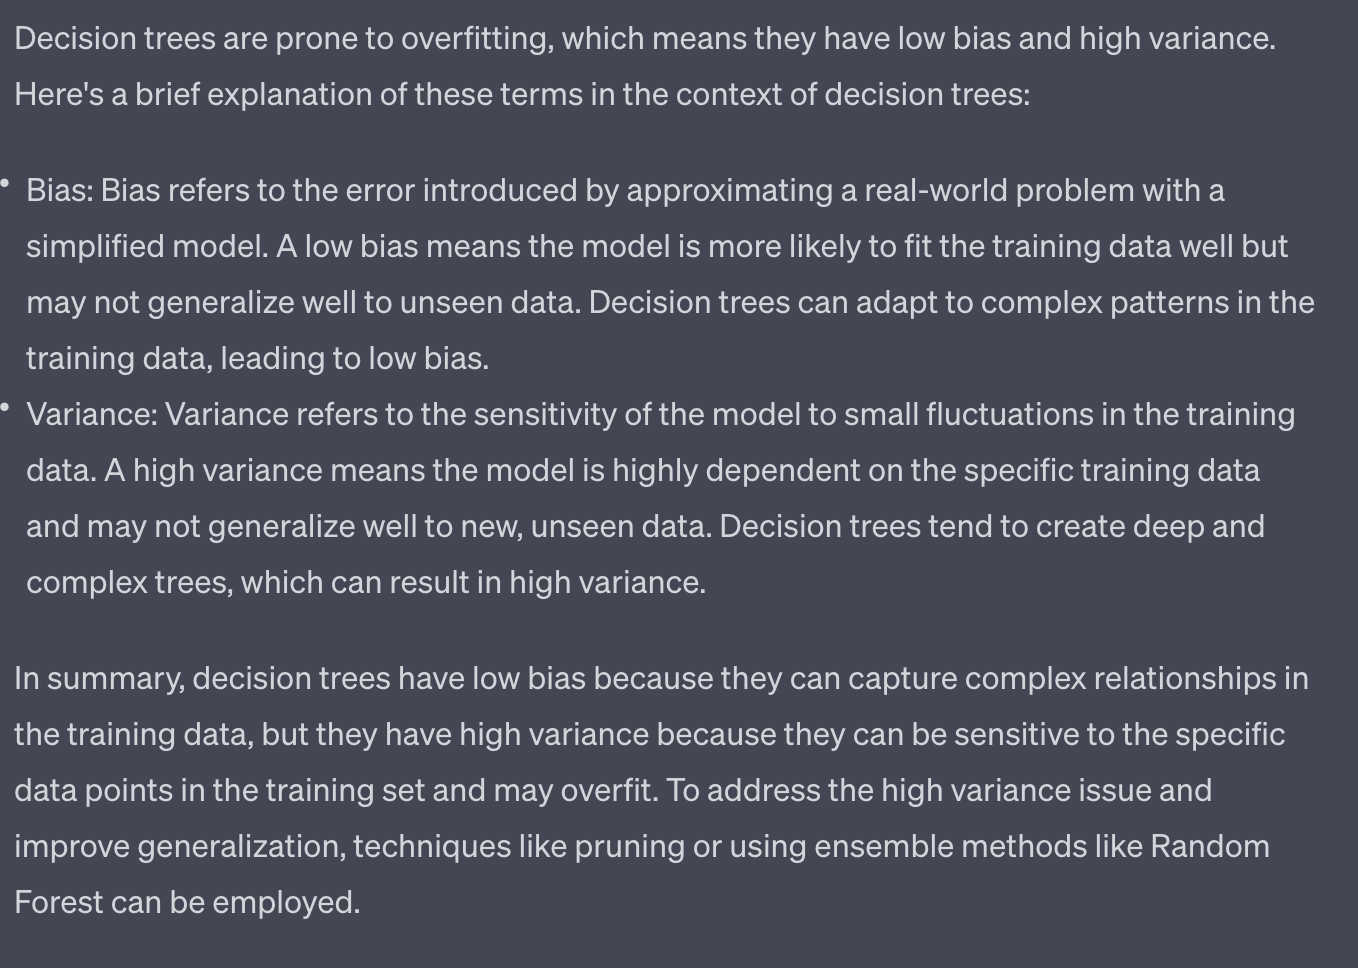 Decision trees are prone to overfitting, which means they have low bias and high variance.
Here's a brief explanation of these terms in the context of decision trees:
• Bias: Bias refers to the error introduced by approximating a real-world problem with a
simplified model. A low bias means the model is more likely to fit the training data well but
may not generalize well to unseen data. Decision trees can adapt to complex patterns in the
training data, leading to low bias.
• Variance: Variance refers to the sensitivity of the model to small fluctuations in the training
data. A high variance means the model is highly dependent on the specific training data
and may not generalize well to new, unseen data. Decision trees tend to create deep and
complex trees, which can result in high variance.
In summary, decision trees have low bias because they can capture complex relationships in
the training data, but they have high variance because they can be sensitive to the specific
data points in the training set and may overfit. To address the high variance issue and
improve generalization, techniques like pruning or using ensemble methods like Random
Forest can be employed.